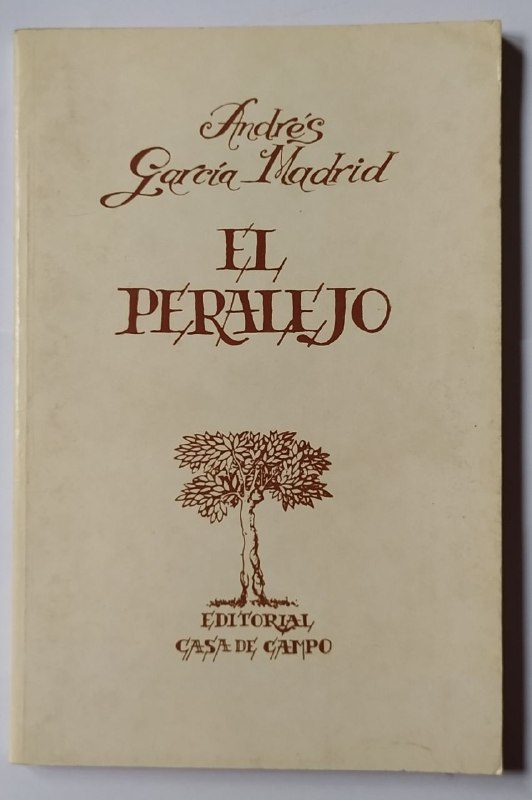 Andrés
García Madrid
EL
PERALEJO
EDITORIAL
CASA DE CAMPO